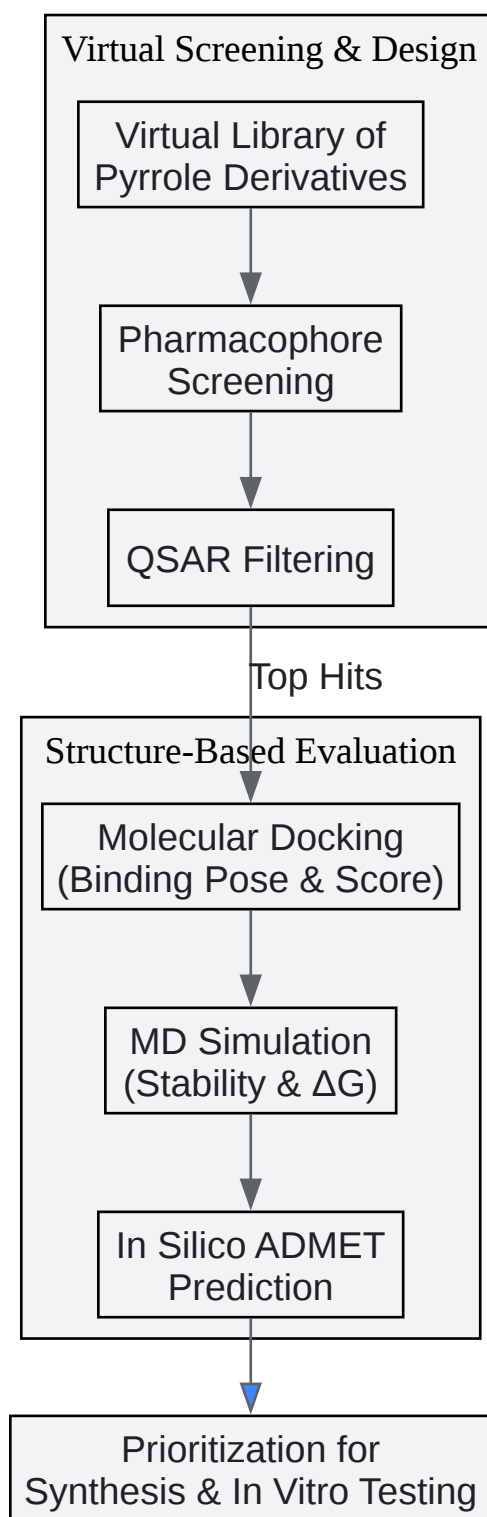 Virtual Screening & Design
Virtual Library of
Pyrrole Derivatives
Pharmacophore
Screening
QSAR Filtering
Top Hits
Structure-Based Evaluation
Molecular Docking
(Binding Pose & Score)
MD Simulation
(Stability & ΔG)
In Silico ADMET
Prediction
Prioritization for
Synthesis & In Vitro Testing